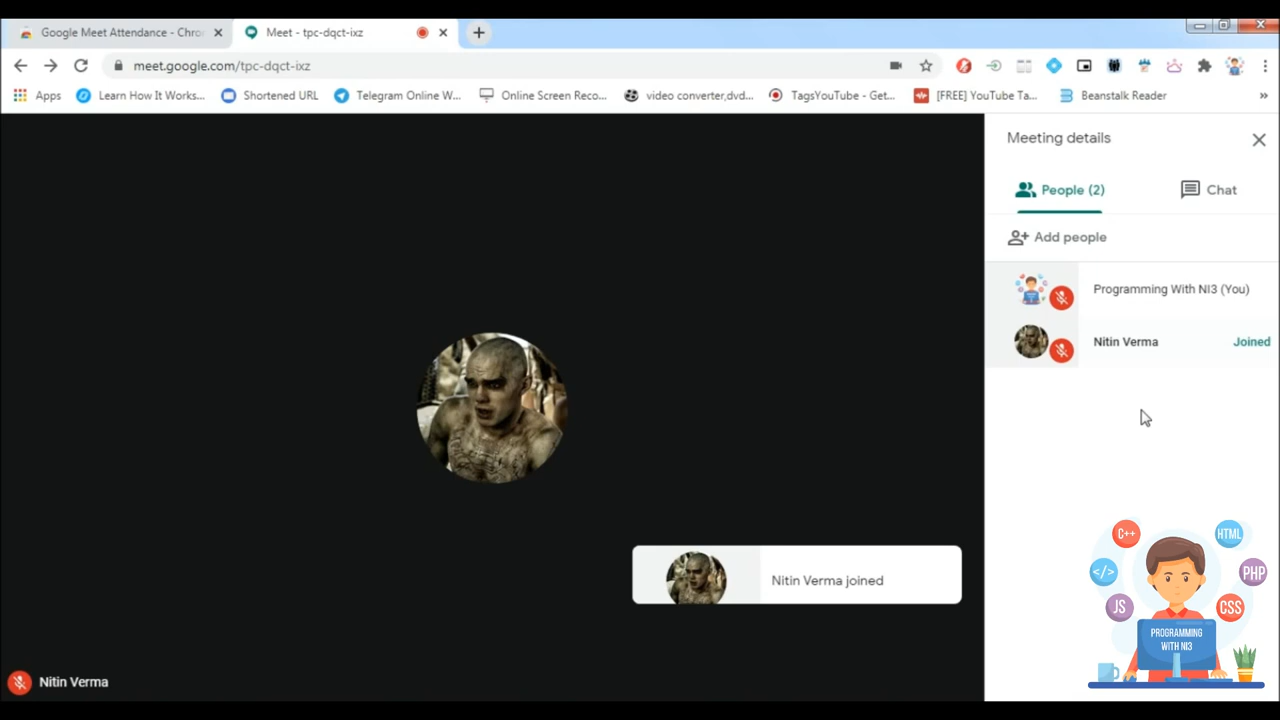 Google Meet Attendance - Chro
Meet - tpc-dqct-ixz
meet.google.com/tpc-dqct-ixz
Apps
Learn How It Works...
Shortened URL
Telegram Online W...
Online Screen Reco...
video converter,dvd...
TagsYouTube - Get...
[FREE] YouTube Ta...
Beanstalk Reader
»
Meeting details
People (2)
Chat
Add people
Programming With NI3 (You)
Nitin Verma
Joined
Nitin Verma joined
Nitin Verma
C++
HTML
</>
PHP
JS
CSS
PROGRAMMING
WITH NI3